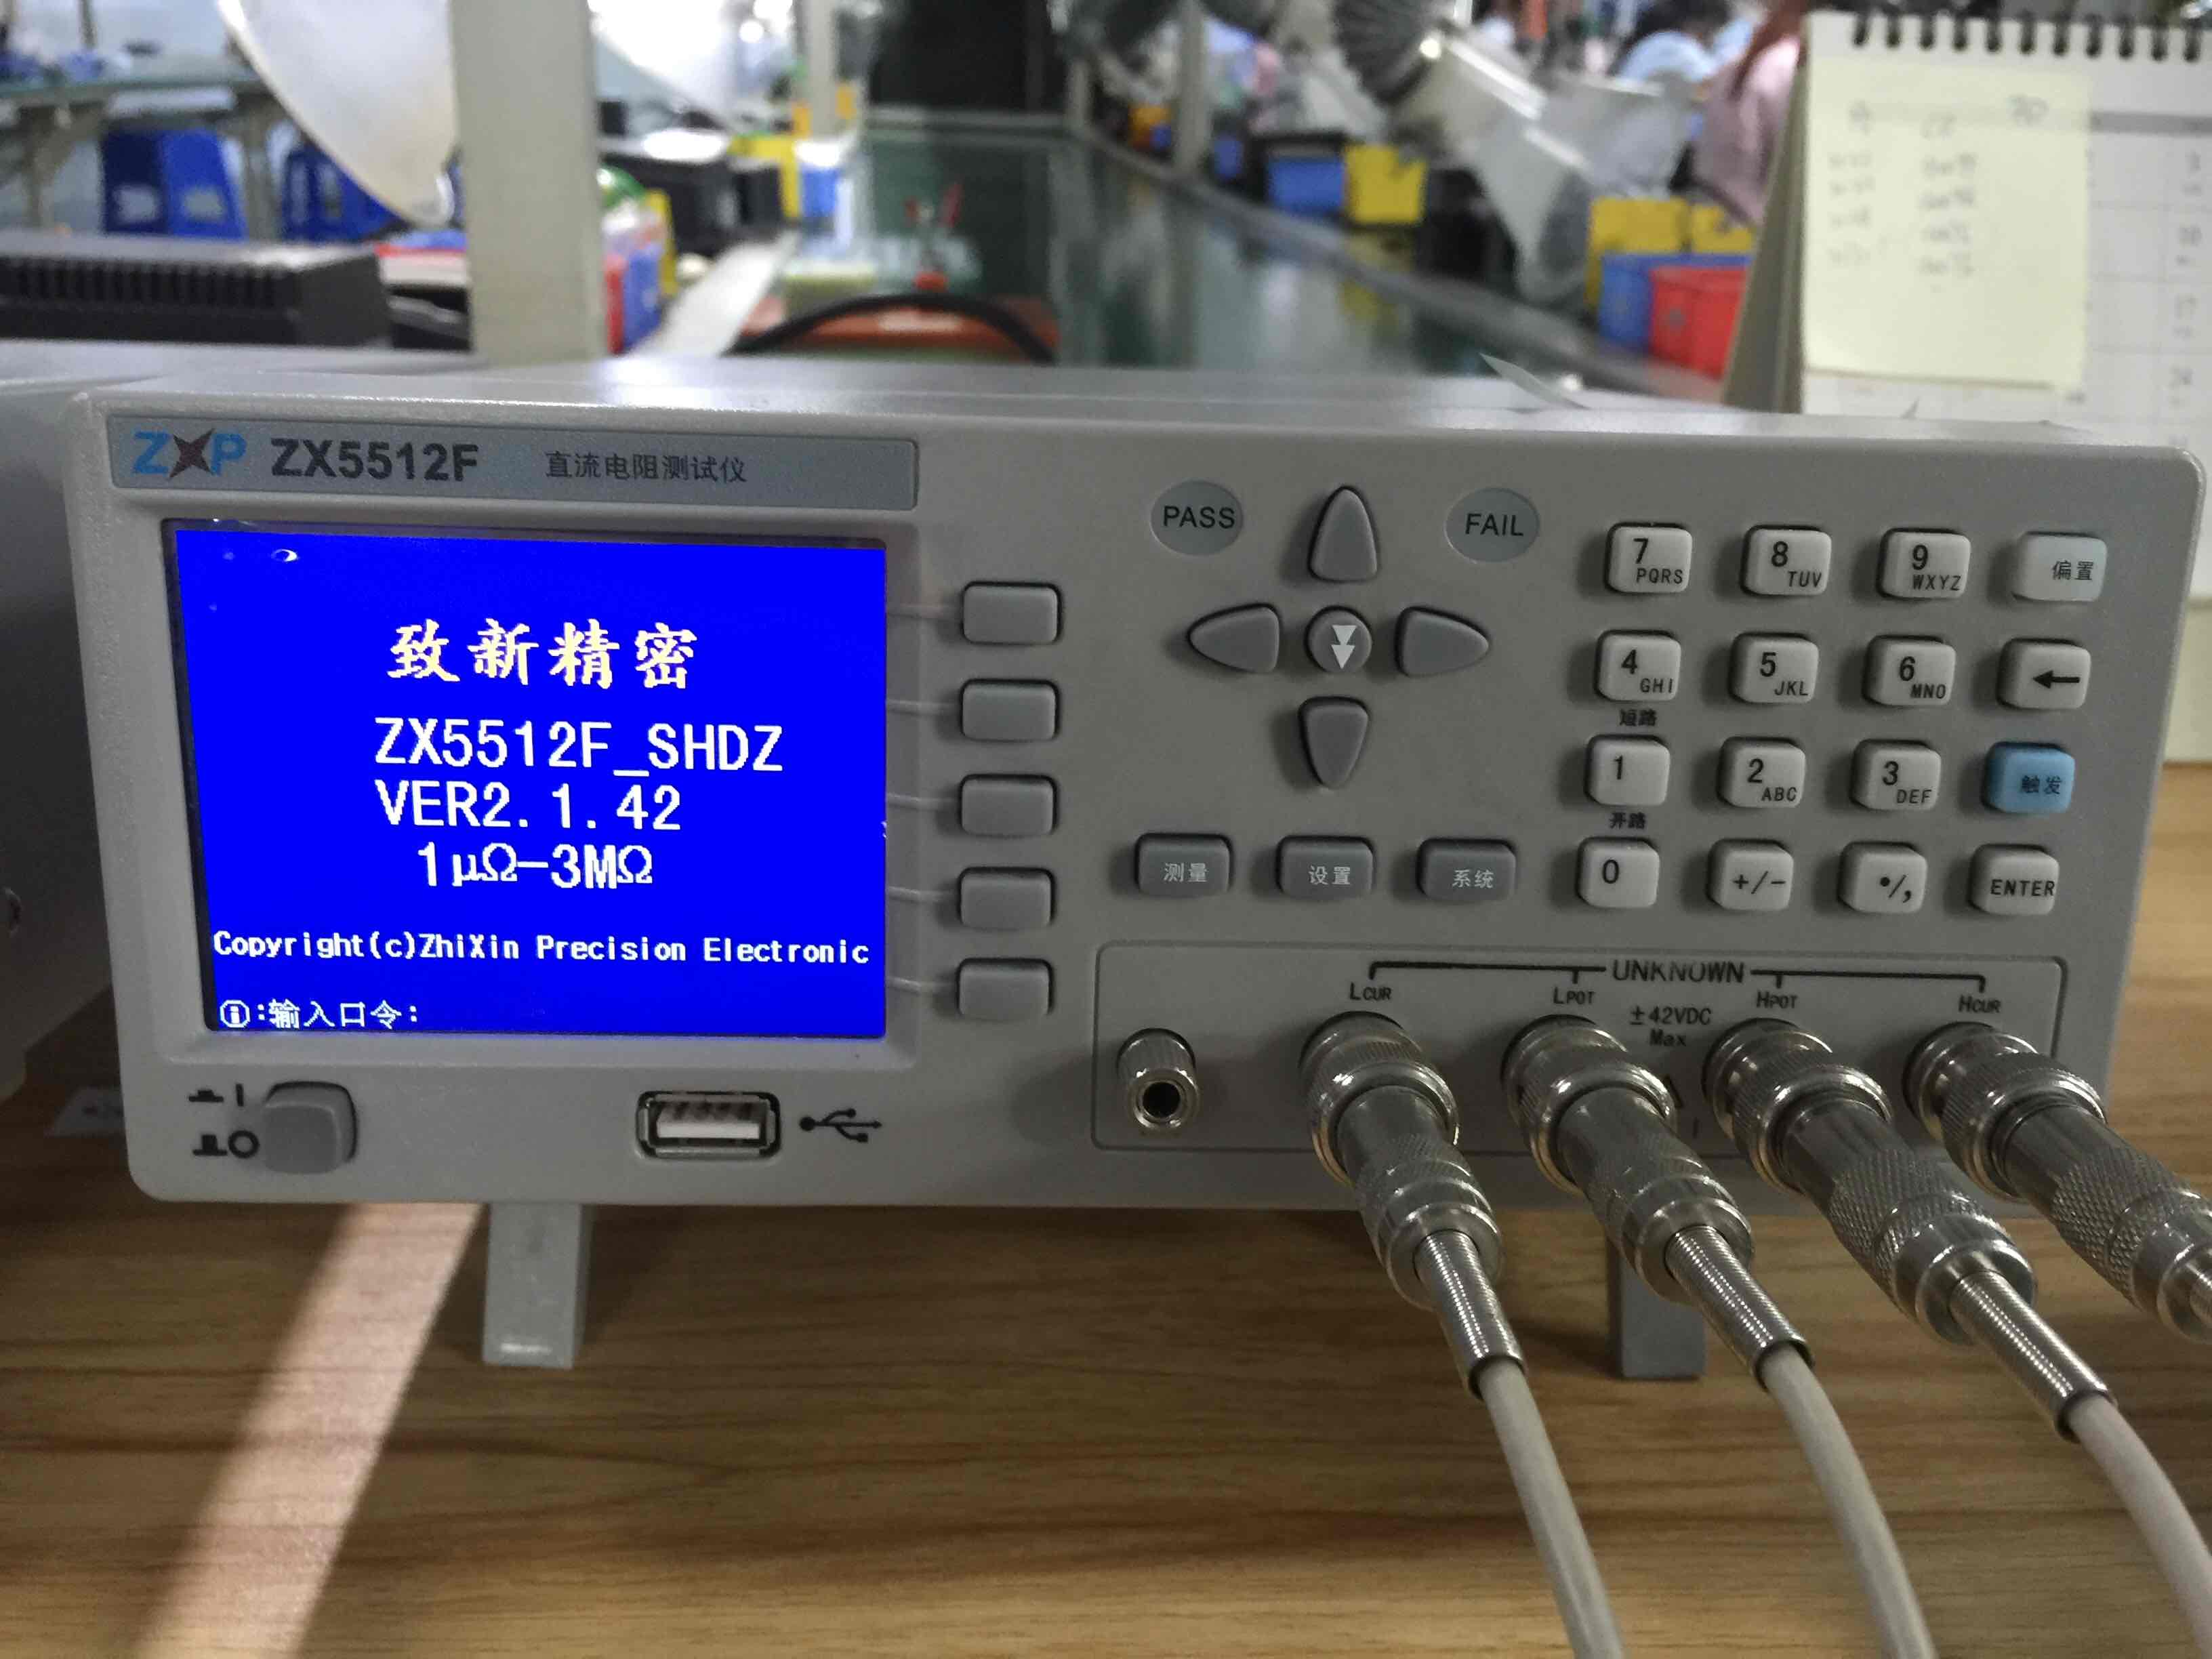 ZXP ZX5512F 直流电阻测试仪
致新精密
ZX5512F_SHDZ
VER2.1.42
1μΩ-3MΩ
Copyright(c)ZhiXin Precision Electronic
ⓘ:输入口令:
PASS
FAIL
7 PQRS
8 TUV
9 WXYZ
偏置
4 GHI
5 JKL
6 MNO
←
短路
1
2 ABC
3 DEF
触发
开路
0
+/-
•/,
ENTER
测量
设置
系统
UNKNOWN
LCUR
LPOT
HPOT
HCUR
±42VDC
Max